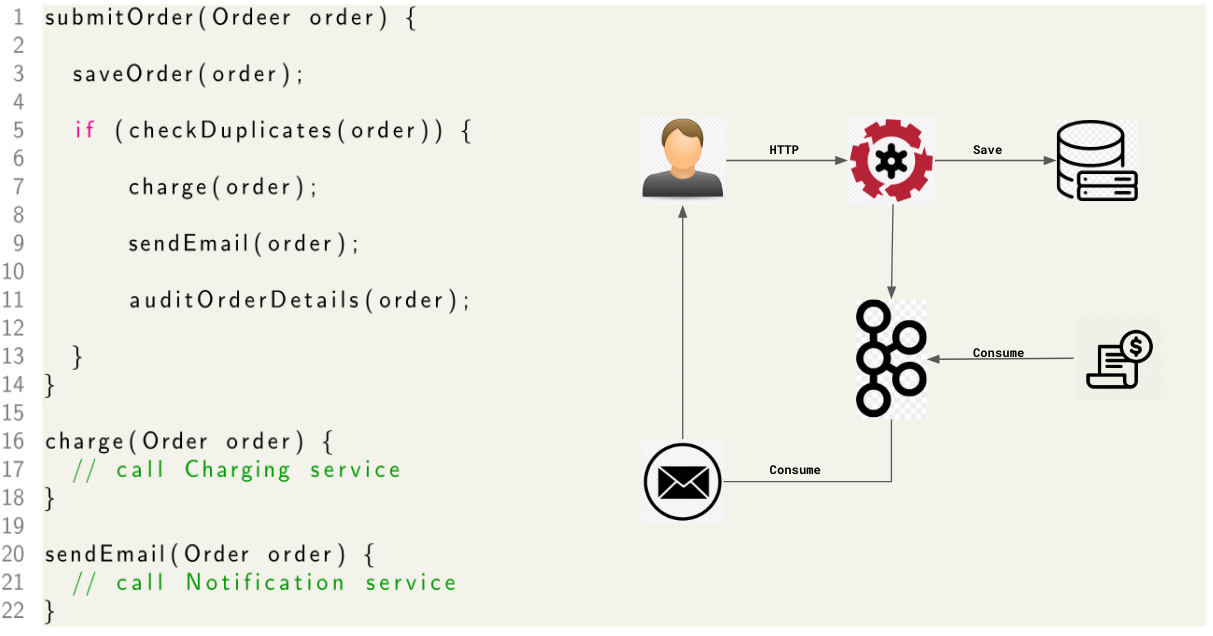 1 submitOrder(Ordeer order) {
2
3 saveOrder(order);
4
5 if (checkDuplicates(order)) {
6
7 charge(order);
8
9 sendEmail(order);
10
11 auditOrderDetails(order);
12
13 }
14 }
15
16 charge(Order order) {
17 // call Charging service
18 }
19
20 sendEmail(Order order) {
21 // call Notification service
22 }
HTTP
Save
Consume
$
Consume